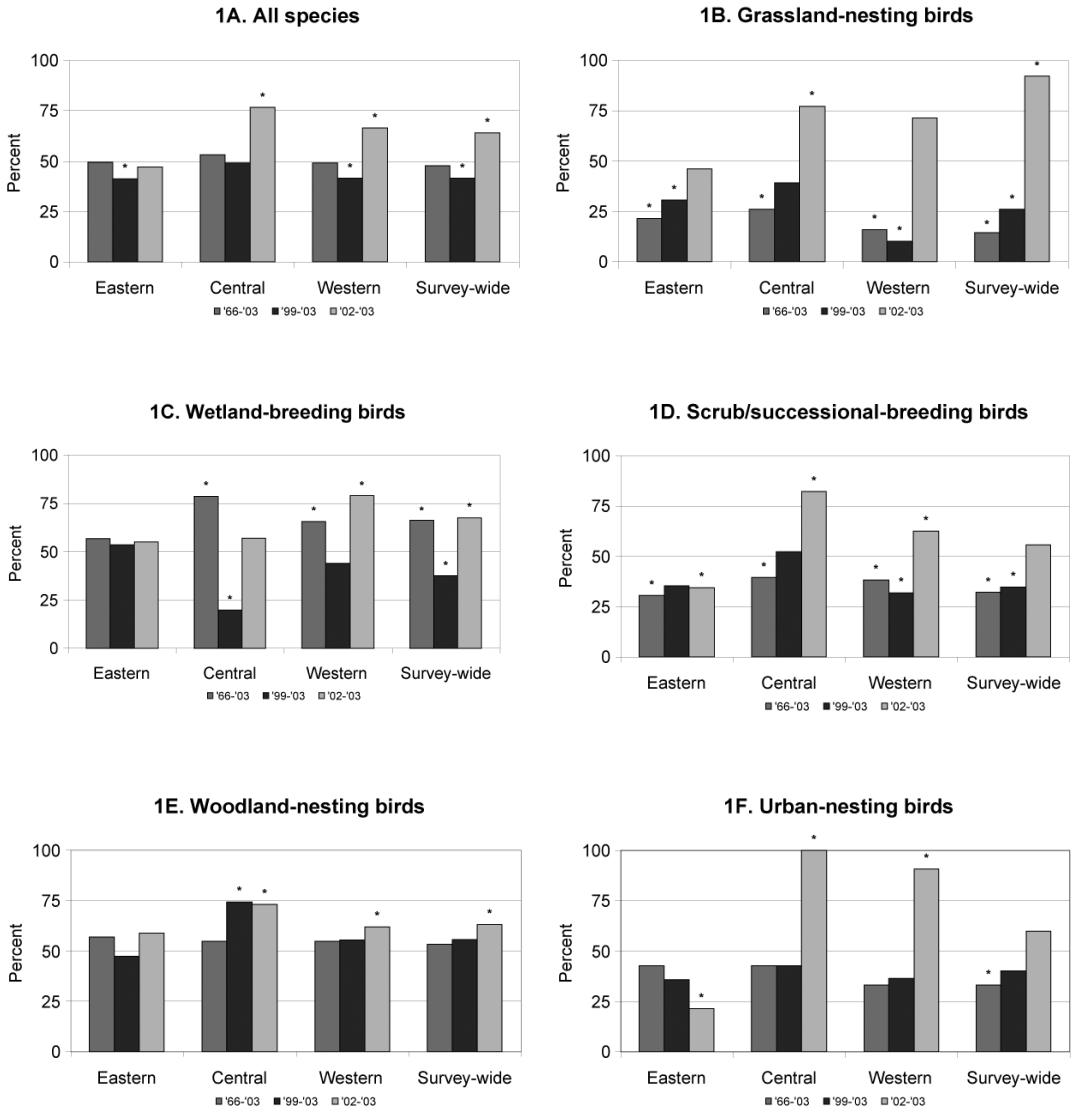 1A. All species
100
75
50
25
0
Percent
* * * * * *
Eastern Central Western Survey-wide
'66-'03 '99-'03 '02-'03
1B. Grassland-nesting birds
100
75
50
25
0
Percent
* * * * * * * * *
Eastern Central Western Survey-wide
'66-'03 '99-'03 '02-'03
1C. Wetland-breeding birds
100
75
50
25
0
Percent
* * * * * * *
Eastern Central Western Survey-wide
'66-'03 '99-'03 '02-'03
1D. Scrub/successional-breeding birds
100
75
50
25
0
Percent
* * * * * * * * *
Eastern Central Western Survey-wide
'66-'03 '99-'03 '02-'03
1E. Woodland-nesting birds
100
75
50
25
0
Percent
* * * *
Eastern Central Western Survey-wide
'66-'03 '99-'03 '02-'03
1F. Urban-nesting birds
100
75
50
25
0
Percent
* * * *
Eastern Central Western Survey-wide
'66-'03 '99-'03 '02-'03